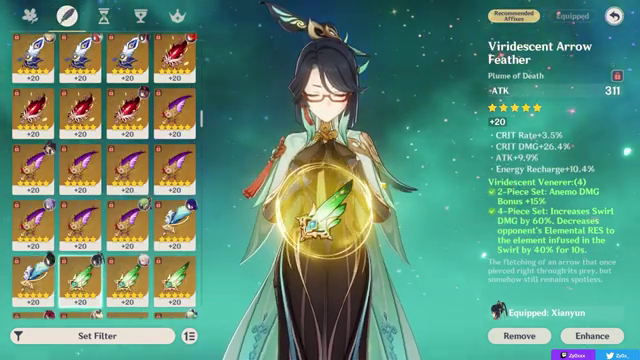 Recommended
Affixes
Equipped
Viridescent Arrow
Feather
Plume of Death
ATK
311
+20
· CRIT Rate+3.5%
· CRIT DMG+26.4%
· ATK+9.9%
· Energy Recharge+10.4%
Viridescent Venerer:(4)
2-Piece Set: Anemo DMG
Bonus +15%
4-Piece Set: Increases Swirl
DMG by 60%. Decreases
opponent's Elemental RES to
the element infused in the
Swirl by 40% for 10s.
The fletching of an arrow that once
pierced right through its prey, but
somehow still remains spotless.
Equipped: Xianyun
Remove
Enhance
+20 +20 +20 +20
+20 +20 +20 +20
+20 +20 +20 +20
+20 +20 +20 +20
+20 +20 +20 +20
Set Filter